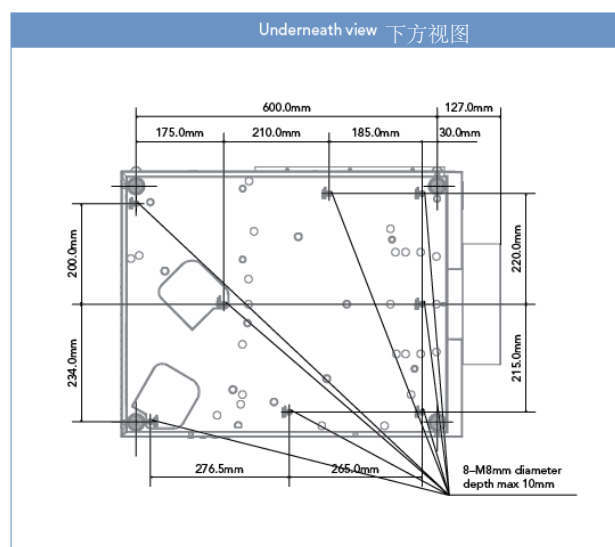 Underneath view 下方视图
600.0mm 127.0mm
175.0mm 210.0mm 185.0mm 30.0mm
200.0mm
220.0mm
234.0mm
215.0mm
276.5mm 265.0mm
8–M8mm diameter
depth max 10mm